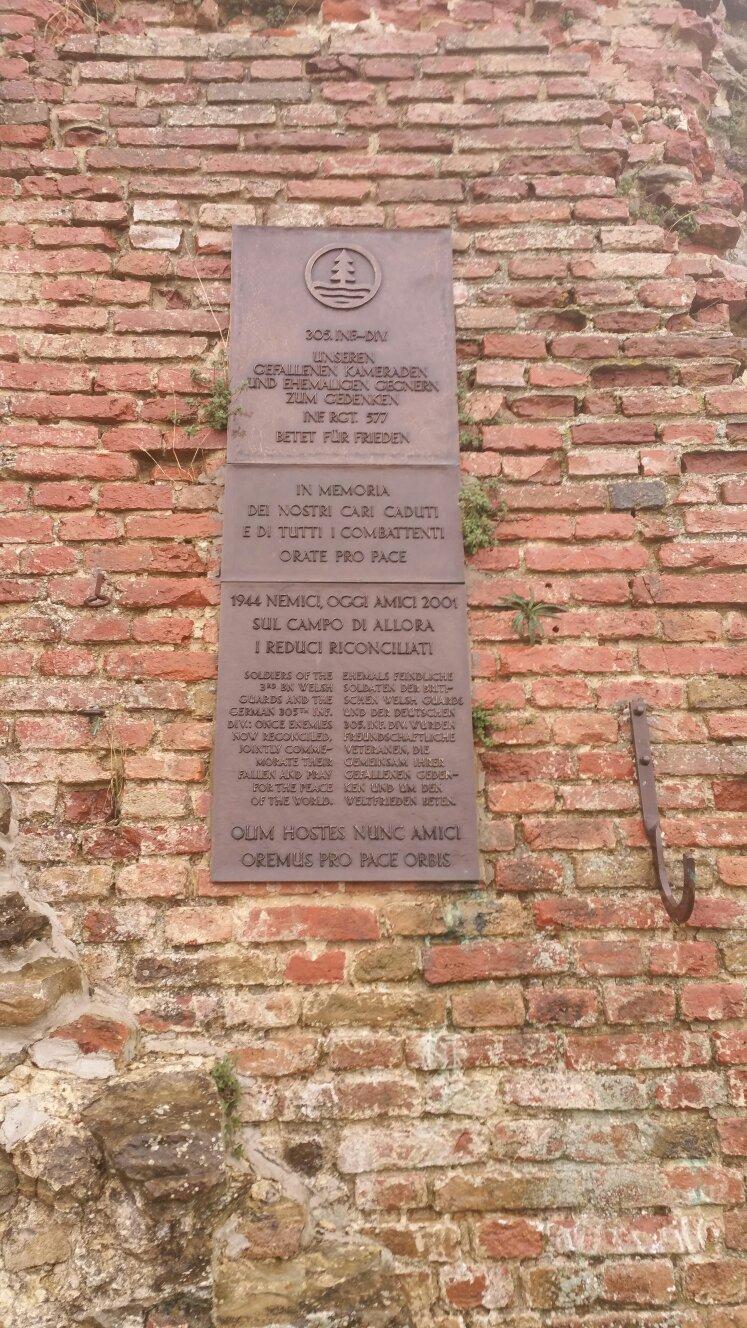 305. INF-DIV
UNSEREN
GEFALLENEN KAMERADEN
UND EHEMALIGEN GEGNERN
ZUM GEDENKEN
INF RGT. 577
BETET FÜR FRIEDEN
IN MEMORIA
DEI NOSTRI CARI CADUTI
E DI TUTTI I COMBATTENTI
ORATE PRO PACE
1944 NEMICI, OGGI AMICI 2001
SUL CAMPO DI ALLORA
I REDUCI RICONCILIATI
SOLDIERS OF THE
3RD BN WELSH
GUARDS AND THE
GERMAN 305TH INF.
DIV.: ONCE ENEMIES
NOW RECONCILED,
JOINTLY COMME-
MORATE THEIR
FALLEN AND PRAY
FOR THE PEACE
OF THE WORLD.
EHEMALS FEINDLICHE
SOLDATEN DER BRITI-
SCHEN WELSH GUARDS
UND DER DEUTSCHEN
305. INF. DIV. WURDEN
FREUNDSCHAFTLICHE
VETERANEN, DIE
GEMEINSAM IHRER
GEFALLENEN GEDEN-
KEN UND UM DEN
WELTFRIEDEN BETEN.
OLIM HOSTES NUNC AMICI
OREMUS PRO PACE ORBIS